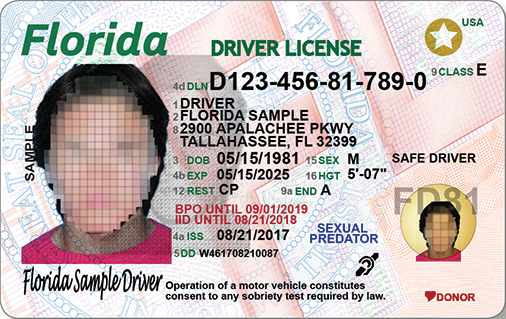 Florida DRIVER LICENSE USA
4d DLN D123-456-81-789-0 9 CLASS E
1 DRIVER
2 FLORIDA SAMPLE
8 2900 APALACHEE PKWY
TALLAHASSEE, FL 32399
3 DOB 05/15/1981 15 SEX M SAFE DRIVER
4b EXP 05/15/2025 16 HGT 5'-07"
12 REST CP 9a END A
BPO UNTIL 09/01/2019
IID UNTIL 08/21/2018
4a ISS 08/21/2017
SEXUAL
PREDATOR
5 DD W461708210087
SAMPLE
FD81
Florida Sample Driver
Operation of a motor vehicle constitutes
consent to any sobriety test required by law.
DONOR